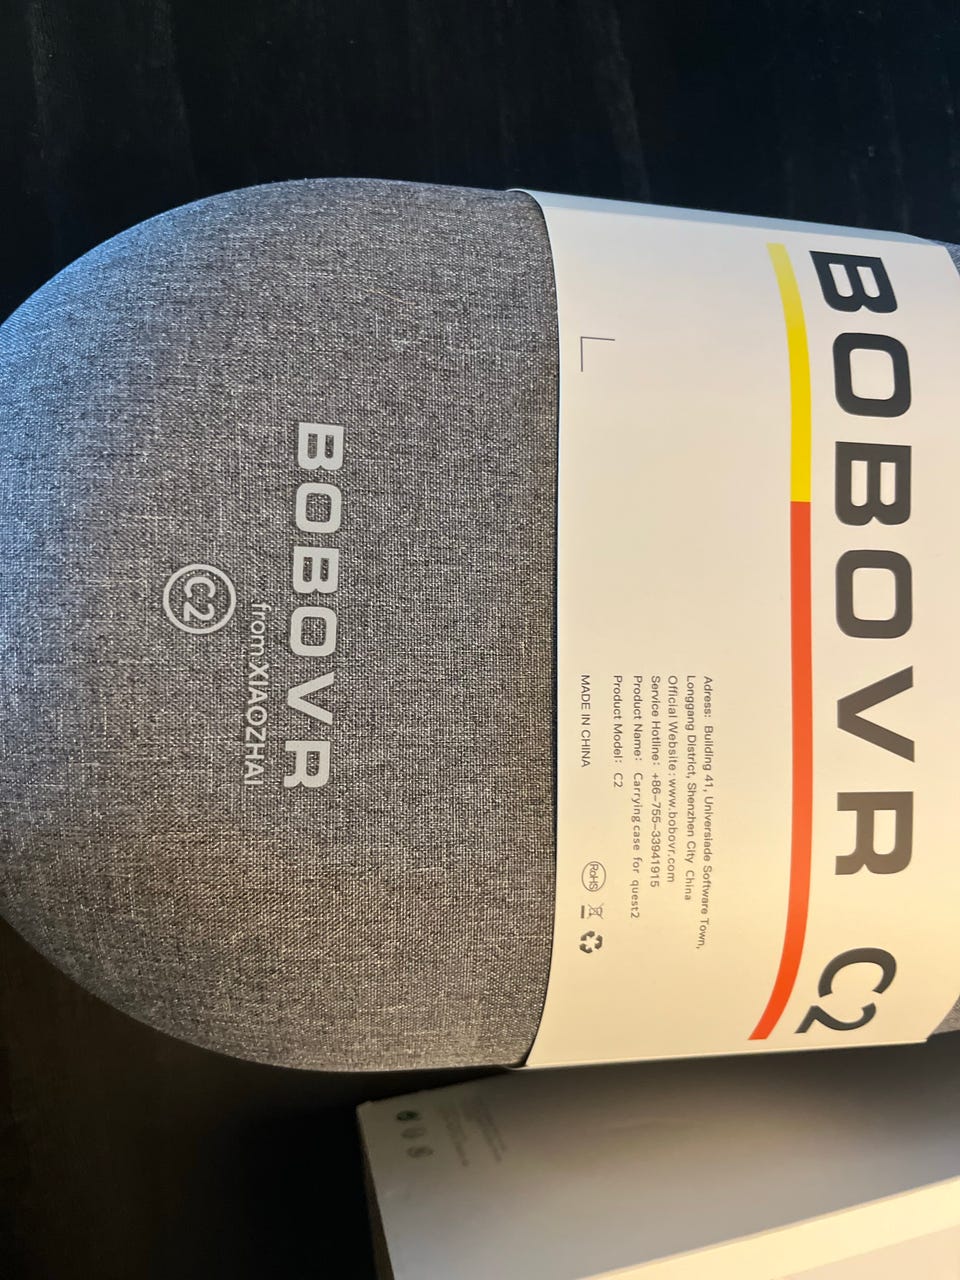 BOBOVR C2
Adress: Building 41, Universiade Software Town,
Longgang District, Shenzhen City China
Official Website: www.bobovr.com
Service Hotline: +86-755-33941915
Product Name: Carrying case for quest2
Product Model: C2
MADE IN CHINA
RoHS
BOBOVR
from XIAOZHAI
C2